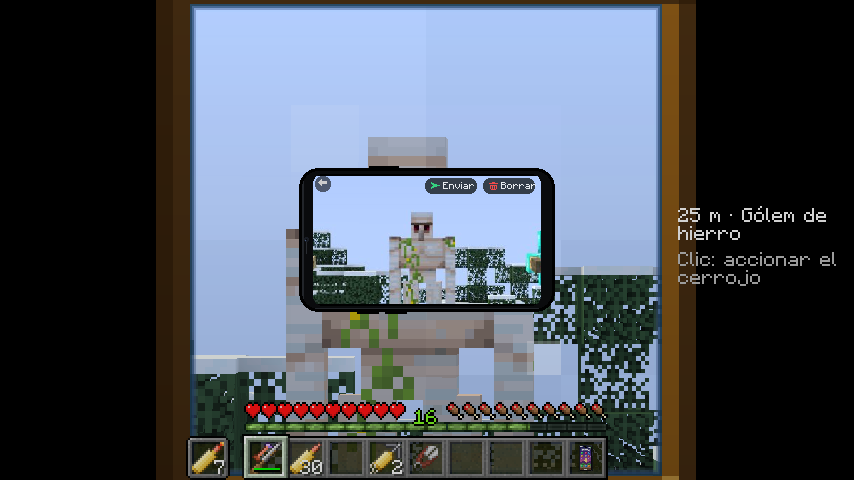 Enviar
Borrar
25 m · Gólem de
hierro
Clic: accionar el
cerrojo
16
7
30
2